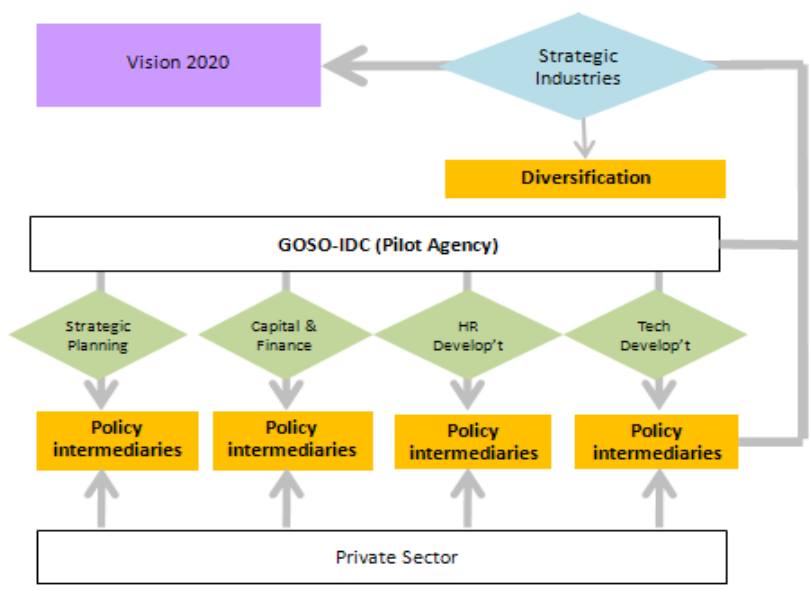 Vision 2020
Strategic
Industries
Diversification
GOSO-IDC (Pilot Agency)
Strategic
Planning
Capital &
Finance
HR
Develop't
Tech
Develop't
Policy
intermediaries
Policy
intermediaries
Policy
intermediaries
Policy
intermediaries
Private Sector